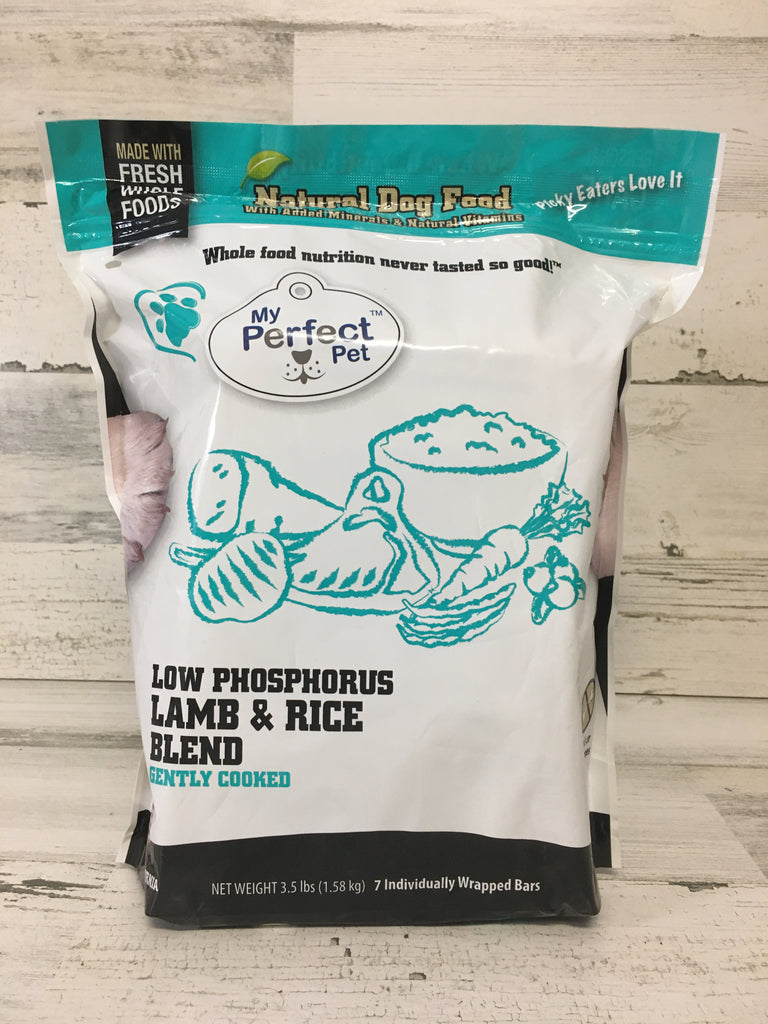 MADE WITH
FRESH
WHOLE
FOODS
Natural Dog Food
With Added Minerals & Natural Vitamins
Picky Eaters Love It
Whole food nutrition never tasted so good!™
My
Perfect™
Pet
LOW PHOSPHORUS
LAMB & RICE
BLEND
GENTLY COOKED
NET WEIGHT 3.5 lbs (1.58 kg) 7 Individually Wrapped Bars